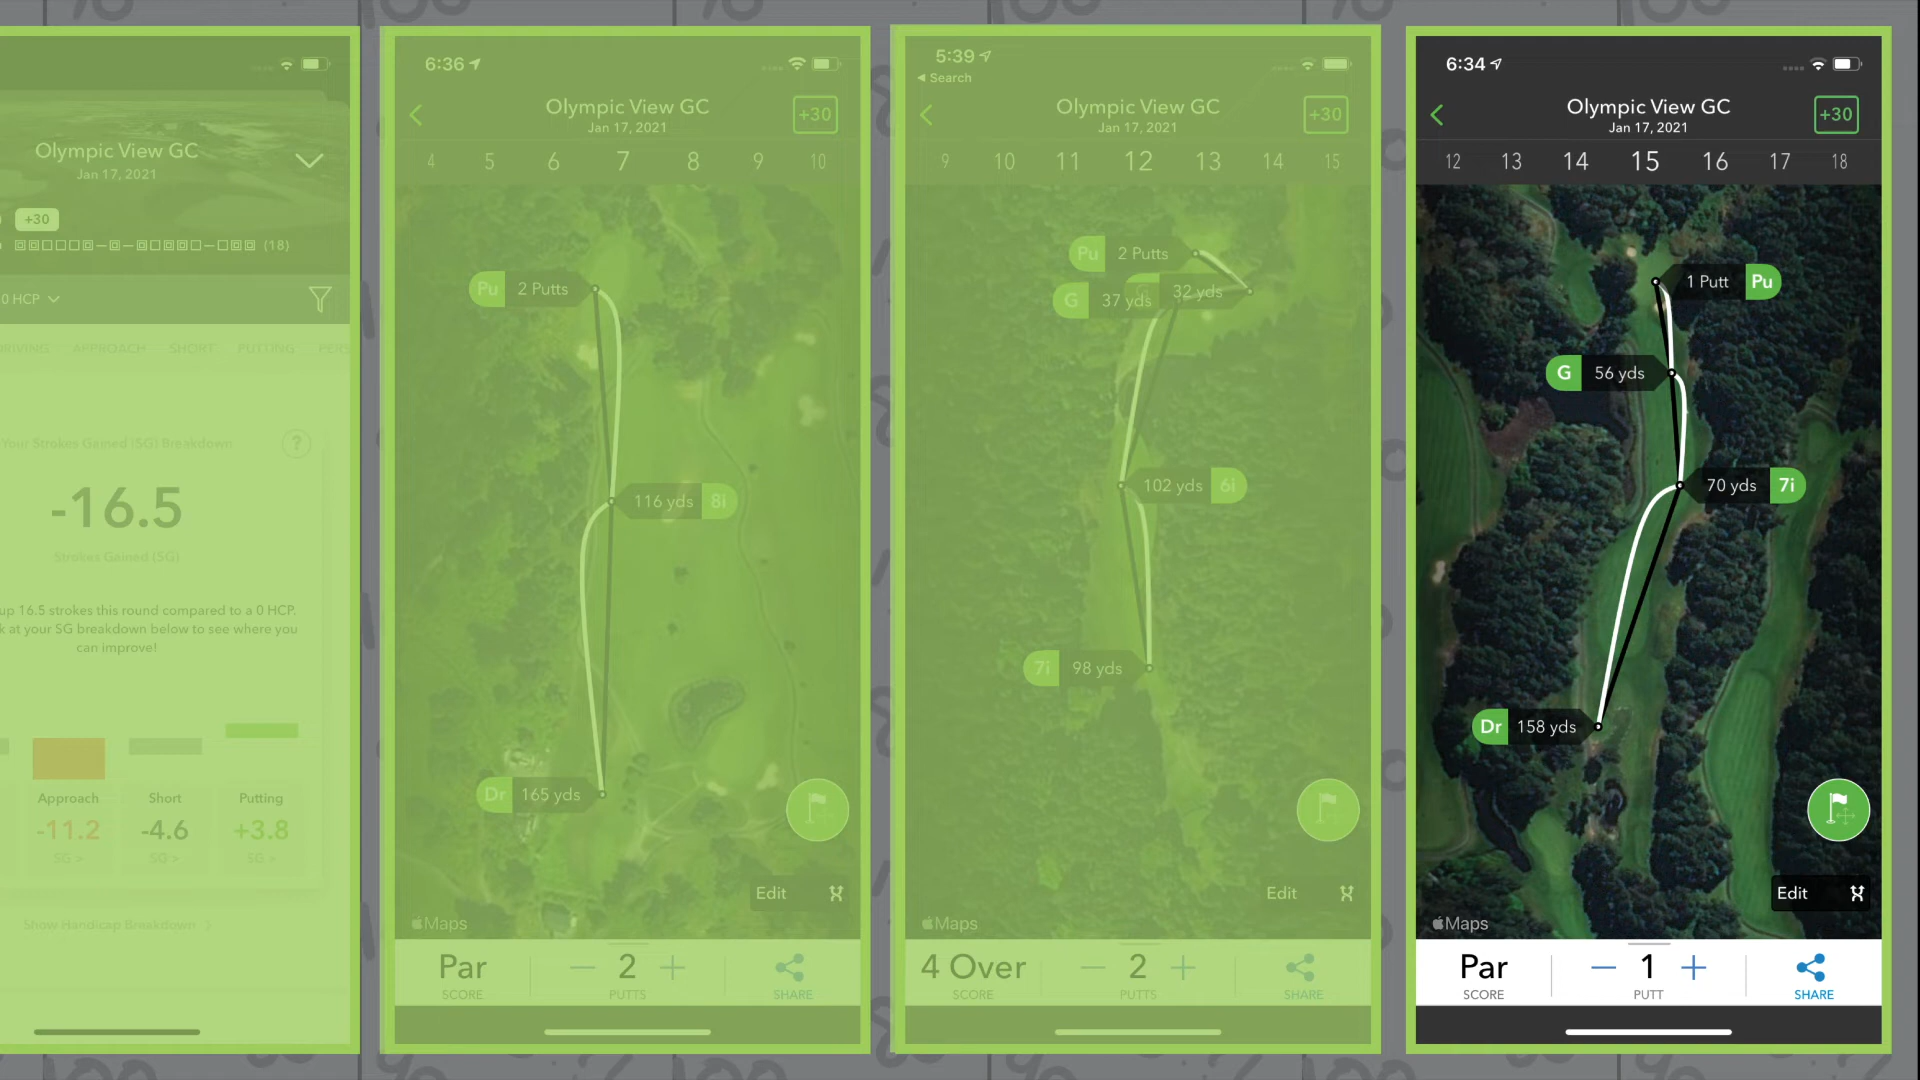 Olympic View GC
Jan 17, 2021
+30
(18)
0 HCP
DRIVING APPROACH SHORT PUTTING PERS
Your Strokes Gained (SG) Breakdown ?
-16.5
Strokes Gained (SG)
up 16.5 strokes this round compared to a 0 HCP.
k at your SG breakdown below to see where you
can improve!
Approach Short Putting
-11.2 -4.6 +3.8
SG > SG > SG >
Show Handicap Breakdown >
6:36
Olympic View GC
Jan 17, 2021
+30
4 5 6 7 8 9 10
Pu 2 Putts
116 yds 8i
Dr 165 yds
Edit
Maps
Par − 2 +
SCORE PUTTS SHARE
5:39
Search
Olympic View GC
Jan 17, 2021
+30
9 10 11 12 13 14 15
Pu 2 Putts
G 37 yds 32 yds
102 yds 6i
7i 98 yds
Edit
Maps
4 Over − 2 +
SCORE PUTTS SHARE
6:34
Olympic View GC
Jan 17, 2021
+30
12 13 14 15 16 17 18
1 Putt Pu
G 56 yds
70 yds 7i
Dr 158 yds
Edit
Maps
Par − 1 +
SCORE PUTT SHARE